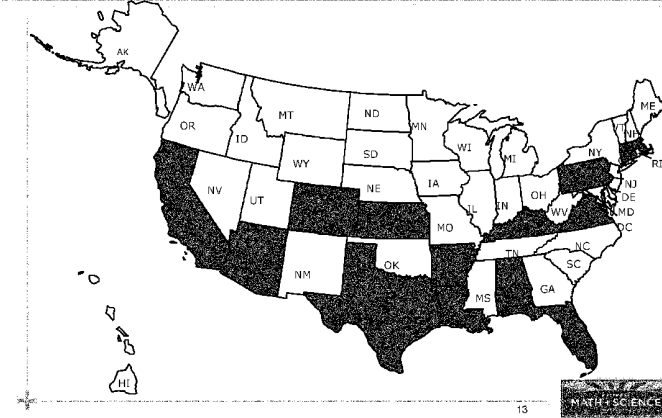 AK
WA
MT
ND
MN
ME
VT
NH
OR
ID
WI
SD
MI
NY
WY
RI
IA
NE
NJ
OH
NV
IN
DE
IL
UT
WV
MD
MO
DC
NC
TN
OK
NM
SC
MS
GA
HI
13
MATH + SCIENCE